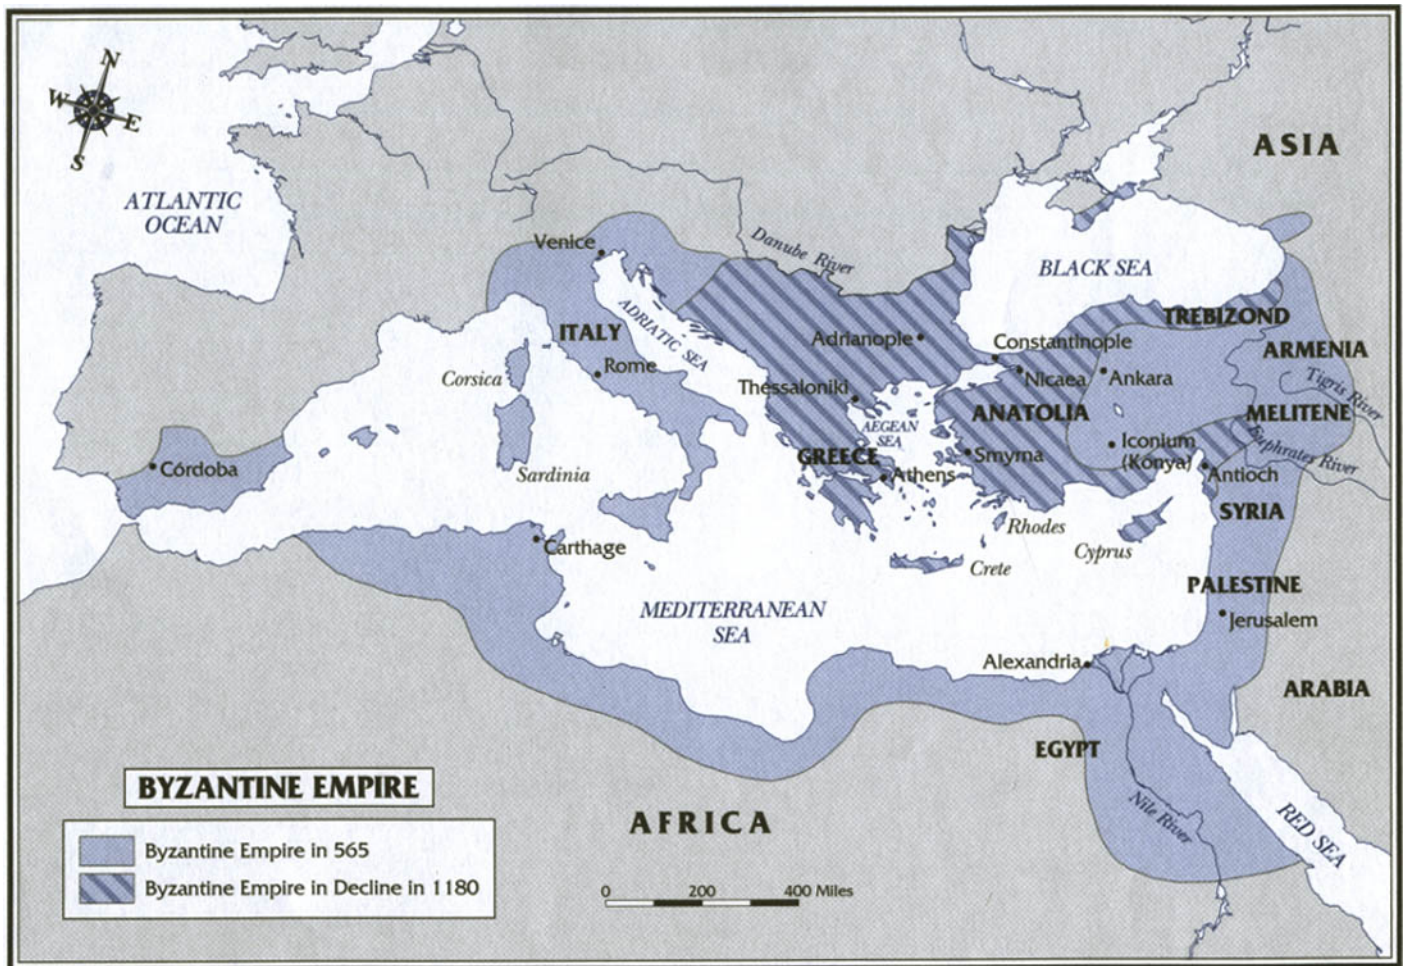 N
W
E
S
ASIA
ATLANTIC
OCEAN
Venice
Danube River
BLACK SEA
ADRIATIC SEA
ITALY
TREBIZOND
Adrianople
Constantinople
ARMENIA
Corsica
Rome
Thessaloniki
Nicaea
Ankara
Tigris River
ANATOLIA
MELITENE
AEGEAN
SEA
Córdoba
Sardinia
GREECE
Athens
Smyrna
Iconium
(Konya)
Euphrates River
Antioch
SYRIA
Rhodes
Cyprus
Carthage
Crete
PALESTINE
MEDITERRANEAN
SEA
Jerusalem
Alexandria
ARABIA
EGYPT
BYZANTINE EMPIRE
Nile River
RED SEA
AFRICA
Byzantine Empire in 565
Byzantine Empire in Decline in 1180
0 200 400 Miles